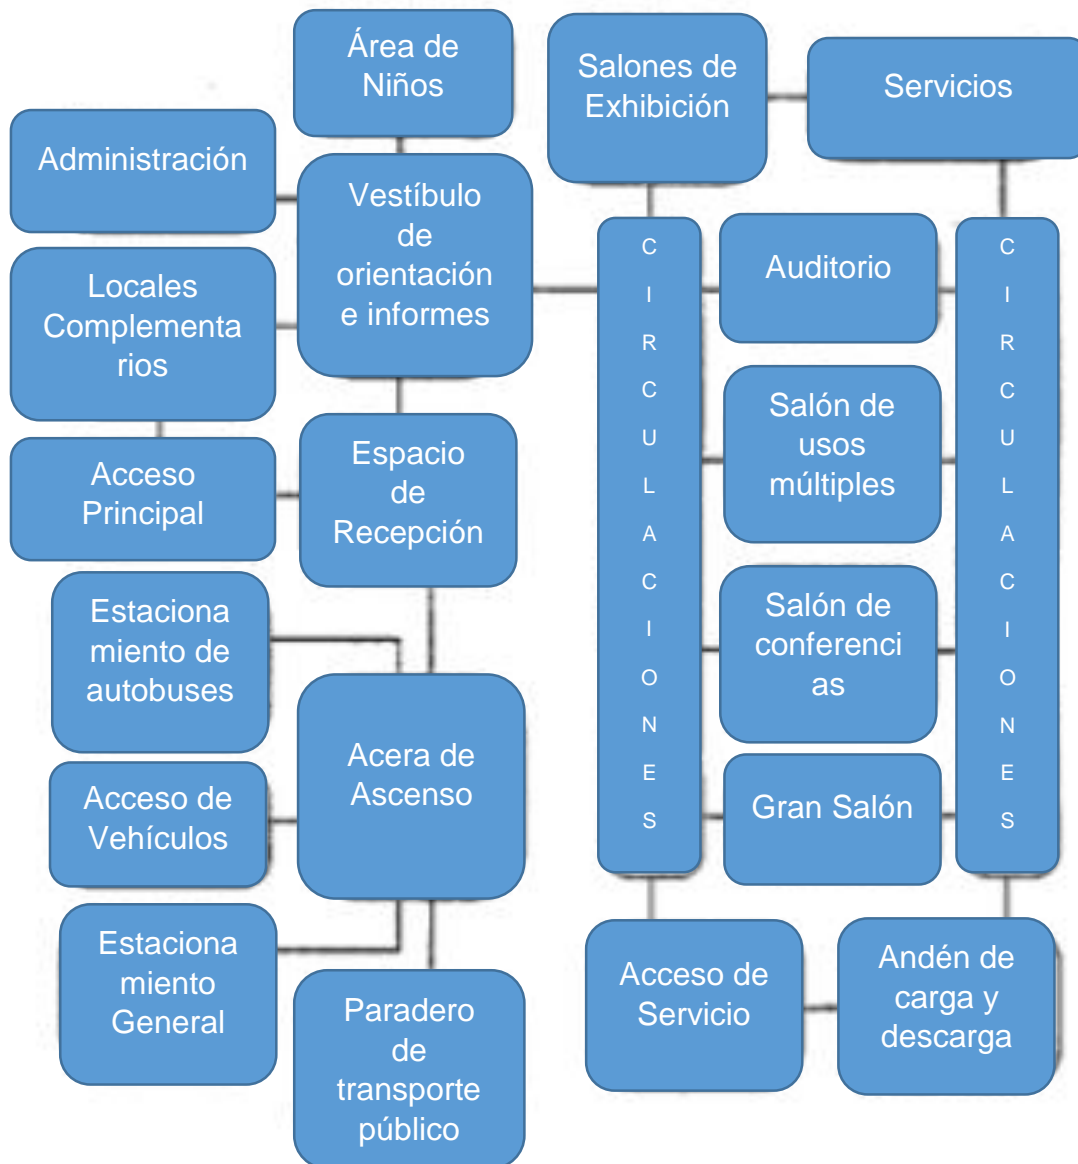 Área de
Niños
Salones de
Exhibición
Servicios
Administración
Vestíbulo
de
orientación
e informes
Locales
Complementa
rios
Acceso
Principal
Espacio
de
Recepción
Estaciona
miento de
autobuses
Acceso de
Vehículos
Acera de
Ascenso
Estaciona
miento
General
Paradero
de
transporte
público
C
I
R
C
U
L
A
C
I
O
N
E
S
Auditorio
Salón de
usos
múltiples
Salón de
conferenci
as
Gran Salón
C
I
R
C
U
L
A
C
I
O
N
E
S
Acceso de
Servicio
Andén de
carga y
descarga